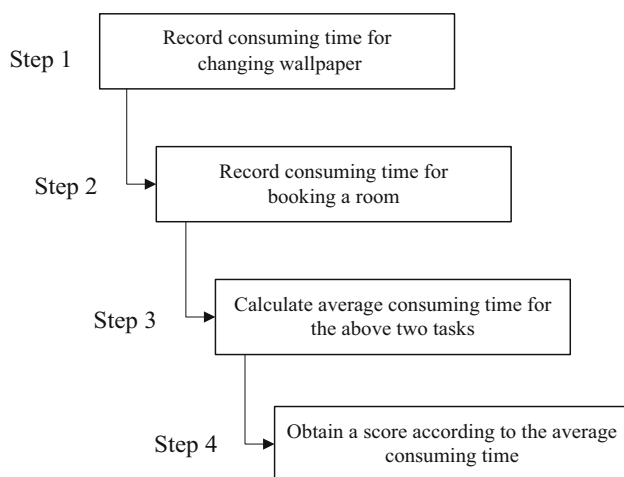 Step 1
Record consuming time for
changing wallpaper
Step 2
Record consuming time for
booking a room
Step 3
Calculate average consuming time for
the above two tasks
Step 4
Obtain a score according to the average
consuming time